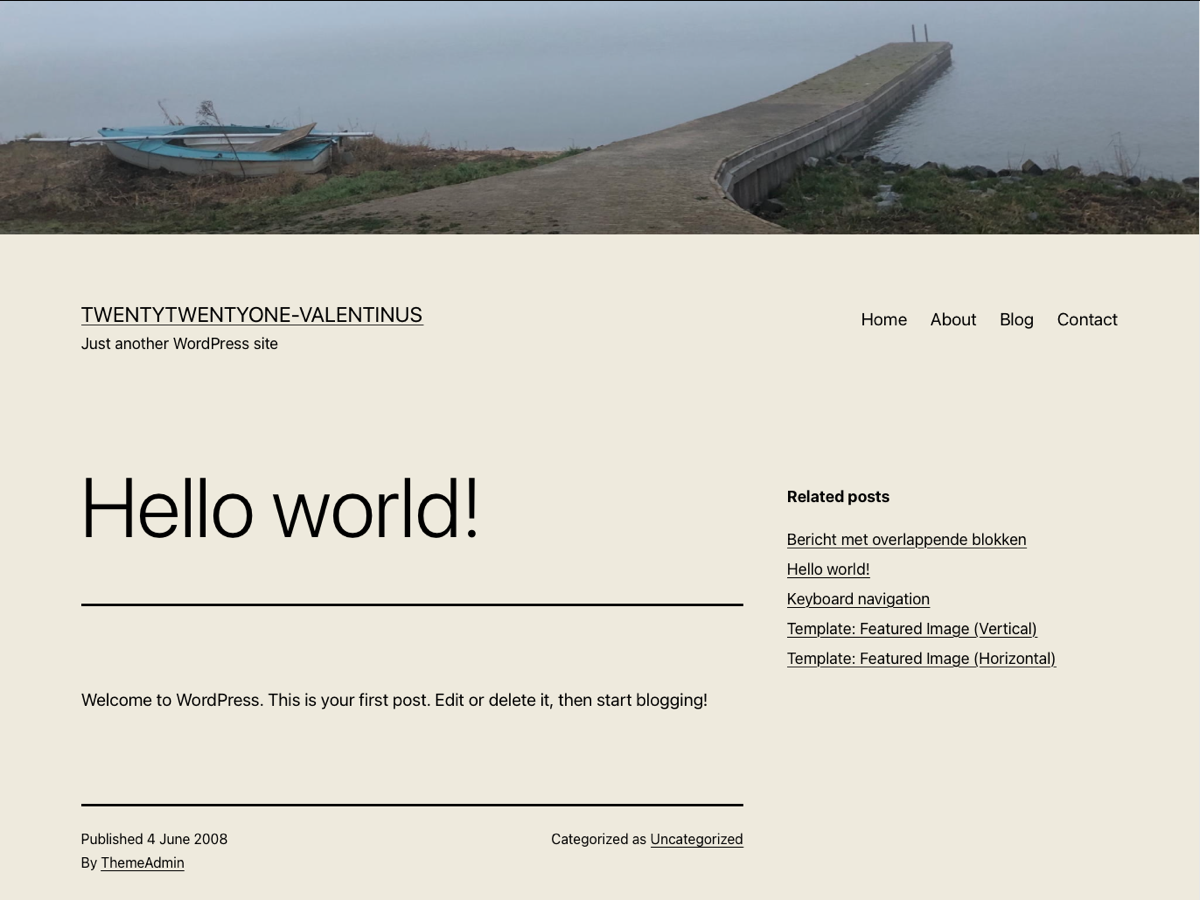 TWENTYTWENTYONE-VALENTINUS
Just another WordPress site
Home About Blog Contact
Hello world!
Welcome to WordPress. This is your first post. Edit or delete it, then start blogging!
Published 4 June 2008
By ThemeAdmin
Categorized as Uncategorized
Related posts
Bericht met overlappende blokken
Hello world!
Keyboard navigation
Template: Featured Image (Vertical)
Template: Featured Image (Horizontal)